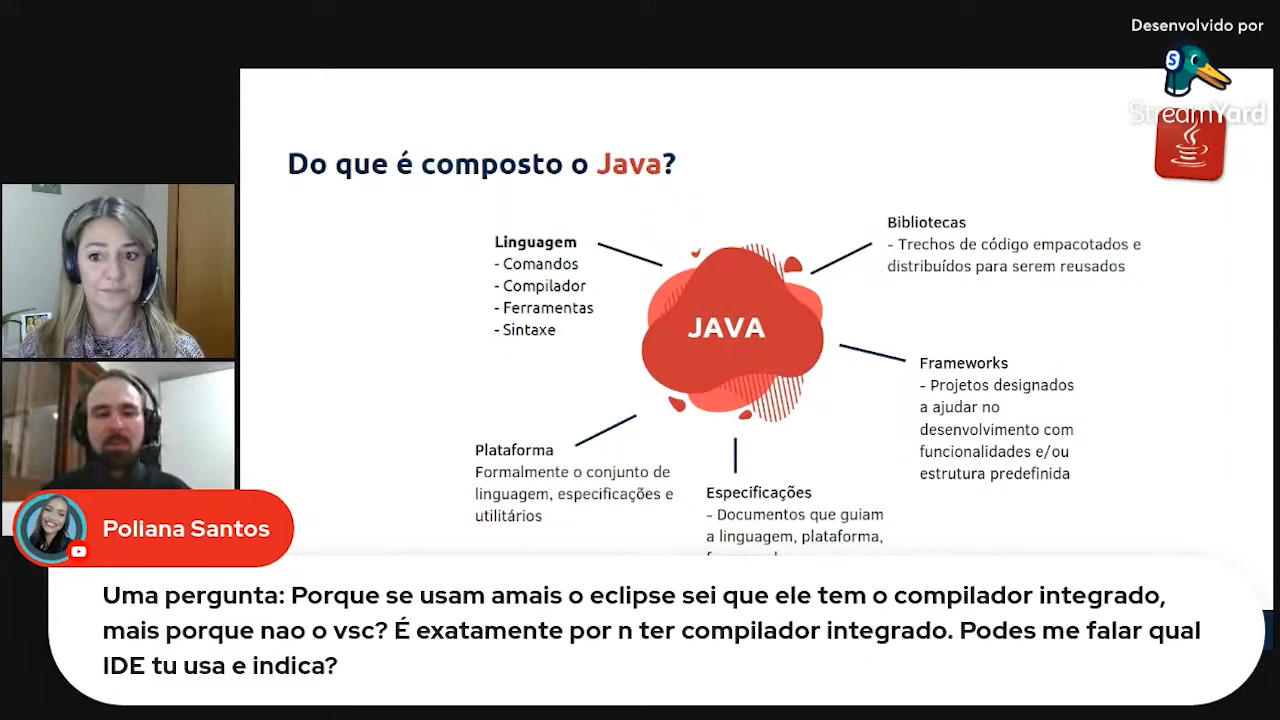 Desenvolvido por
StreamYard
Do que é composto o Java?
Linguagem
- Comandos
- Compilador
- Ferramentas
- Sintaxe
Bibliotecas
- Trechos de código empacotados e
distribuídos para serem reusados
JAVA
Frameworks
- Projetos designados
a ajudar no
desenvolvimento com
funcionalidades e/ou
estrutura predefinida
Plataforma
Formalmente o conjunto de
linguagem, especificações e
utilitários
Especificações
- Documentos que guiam
a linguagem, plataforma,
Poliana Santos
Uma pergunta: Porque se usam amais o eclipse sei que ele tem o compilador integrado,
mais porque nao o vsc? É exatamente por n ter compilador integrado. Podes me falar qual
IDE tu usa e indica?